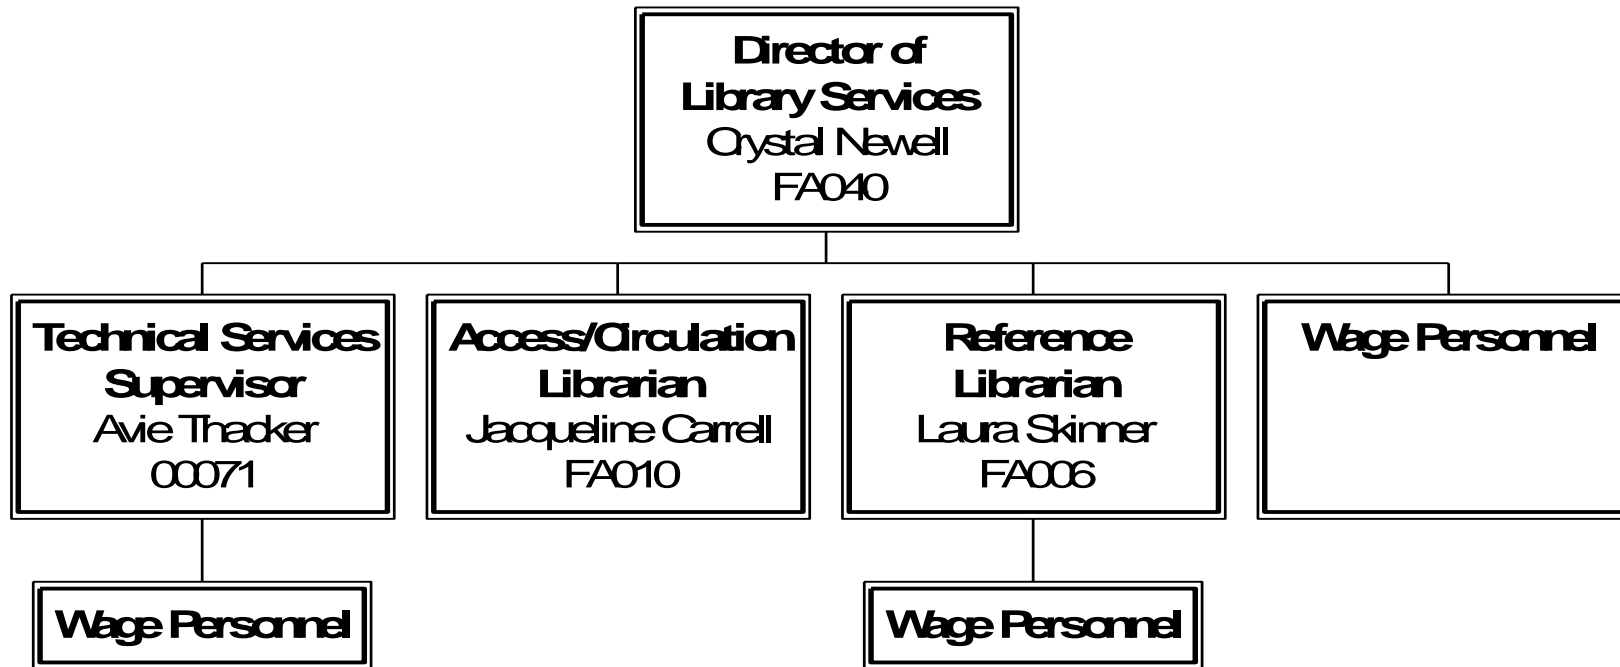 Director of
Library Services
Crystal Newell
FA040
Technical Services
Supervisor
Avie Thacker
00071
Access/Circulation
Librarian
Jacqueline Carrell
FA010
Reference
Librarian
Laura Skinner
FA006
Wage Personnel
Wage Personnel
Wage Personnel